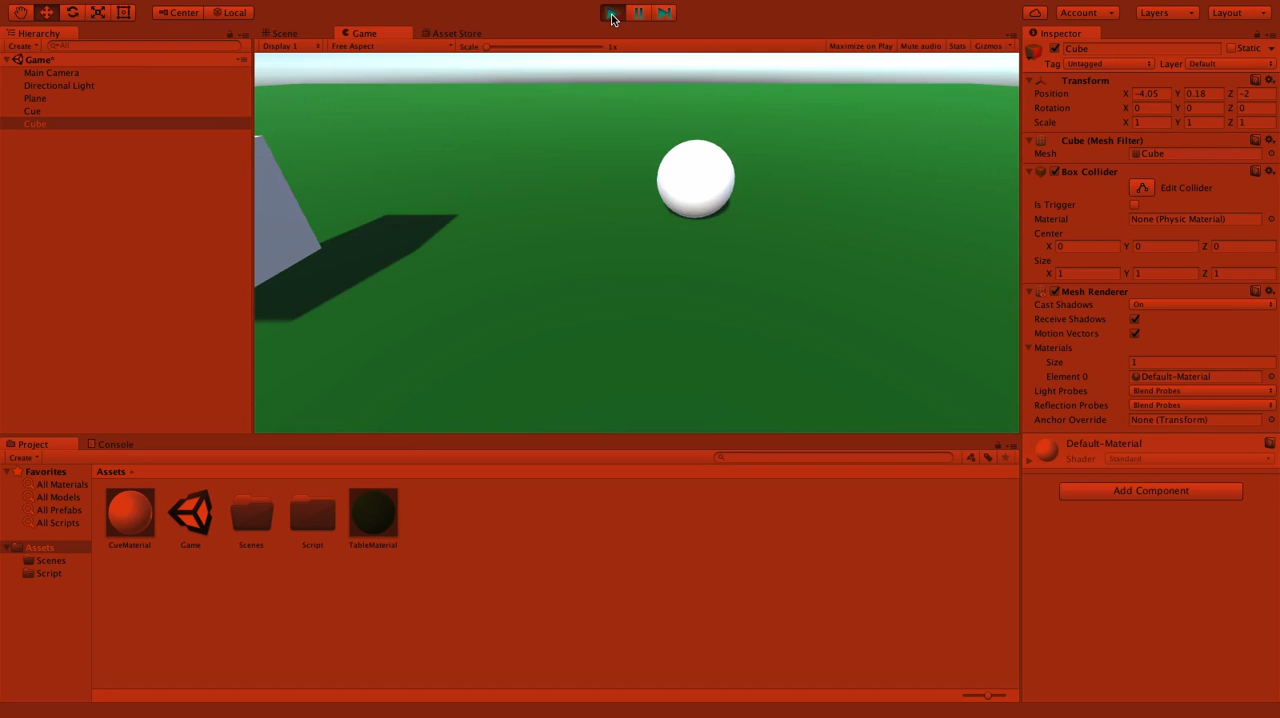 Center Local Account Layers Layout
Hierarchy Scene Game Asset Store Inspector
Create All Display 1 Free Aspect Scale 1x Maximize on Play Mute audio Stats Gizmos Cube Static
Game* Tag Untagged Layer Default
Main Camera
Directional Light
Plane
Cue
Cube
Transform
Position X -4.05 Y 0.18 Z -2
Rotation X 0 Y 0 Z 0
Scale X 1 Y 1 Z 1
Cube (Mesh Filter)
Mesh Cube
Box Collider
Edit Collider
Is Trigger
Material None (Physic Material)
Center
X 0 Y 0 Z 0
Size
X 1 Y 1 Z 1
Mesh Renderer
Cast Shadows On
Receive Shadows
Motion Vectors
Materials
Size 1
Element 0 Default-Material
Light Probes Blend Probes
Reflection Probes Blend Probes
Anchor Override None (Transform)
Default-Material
Shader Standard
Add Component
Project Console
Create
Favorites Assets
All Materials
All Models
All Prefabs
All Scripts
Assets
Scenes
Script
CueMaterial Game Scenes Script TableMaterial